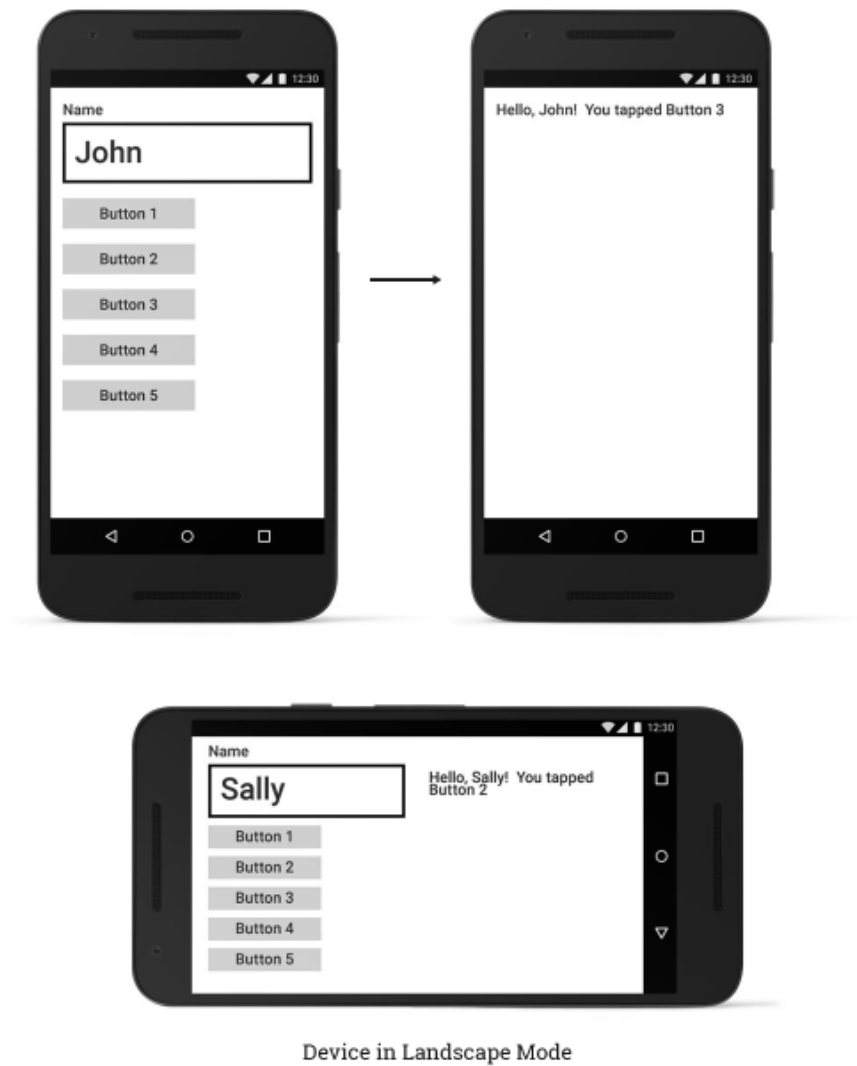 12:30
Name
John
Button 1
Button 2
Button 3
Button 4
Button 5
12:30
Hello, John!  You tapped Button 3
12:30
Name
Sally
Button 1
Button 2
Button 3
Button 4
Button 5
Hello, Sally!  You tapped
Button 2
Device in Landscape Mode